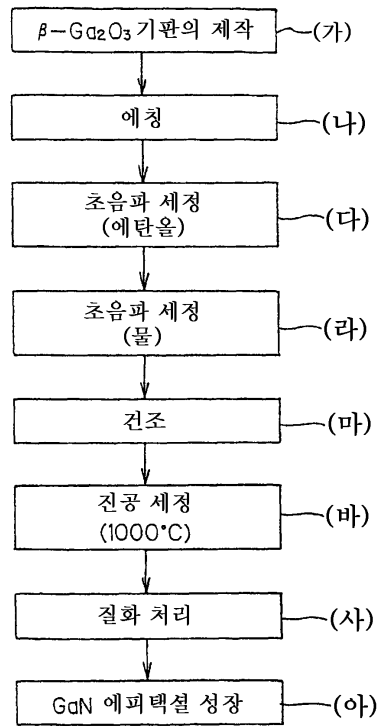 β-Ga₂O₃ 기판의 제작 (가)
에칭 (나)
초음파 세정 (다)
(에탄올)
초음파 세정 (라)
(물)
건조 (마)
진공 세정 (바)
(1000°C)
질화 처리 (사)
GaN 에피텍셜 성장 (아)